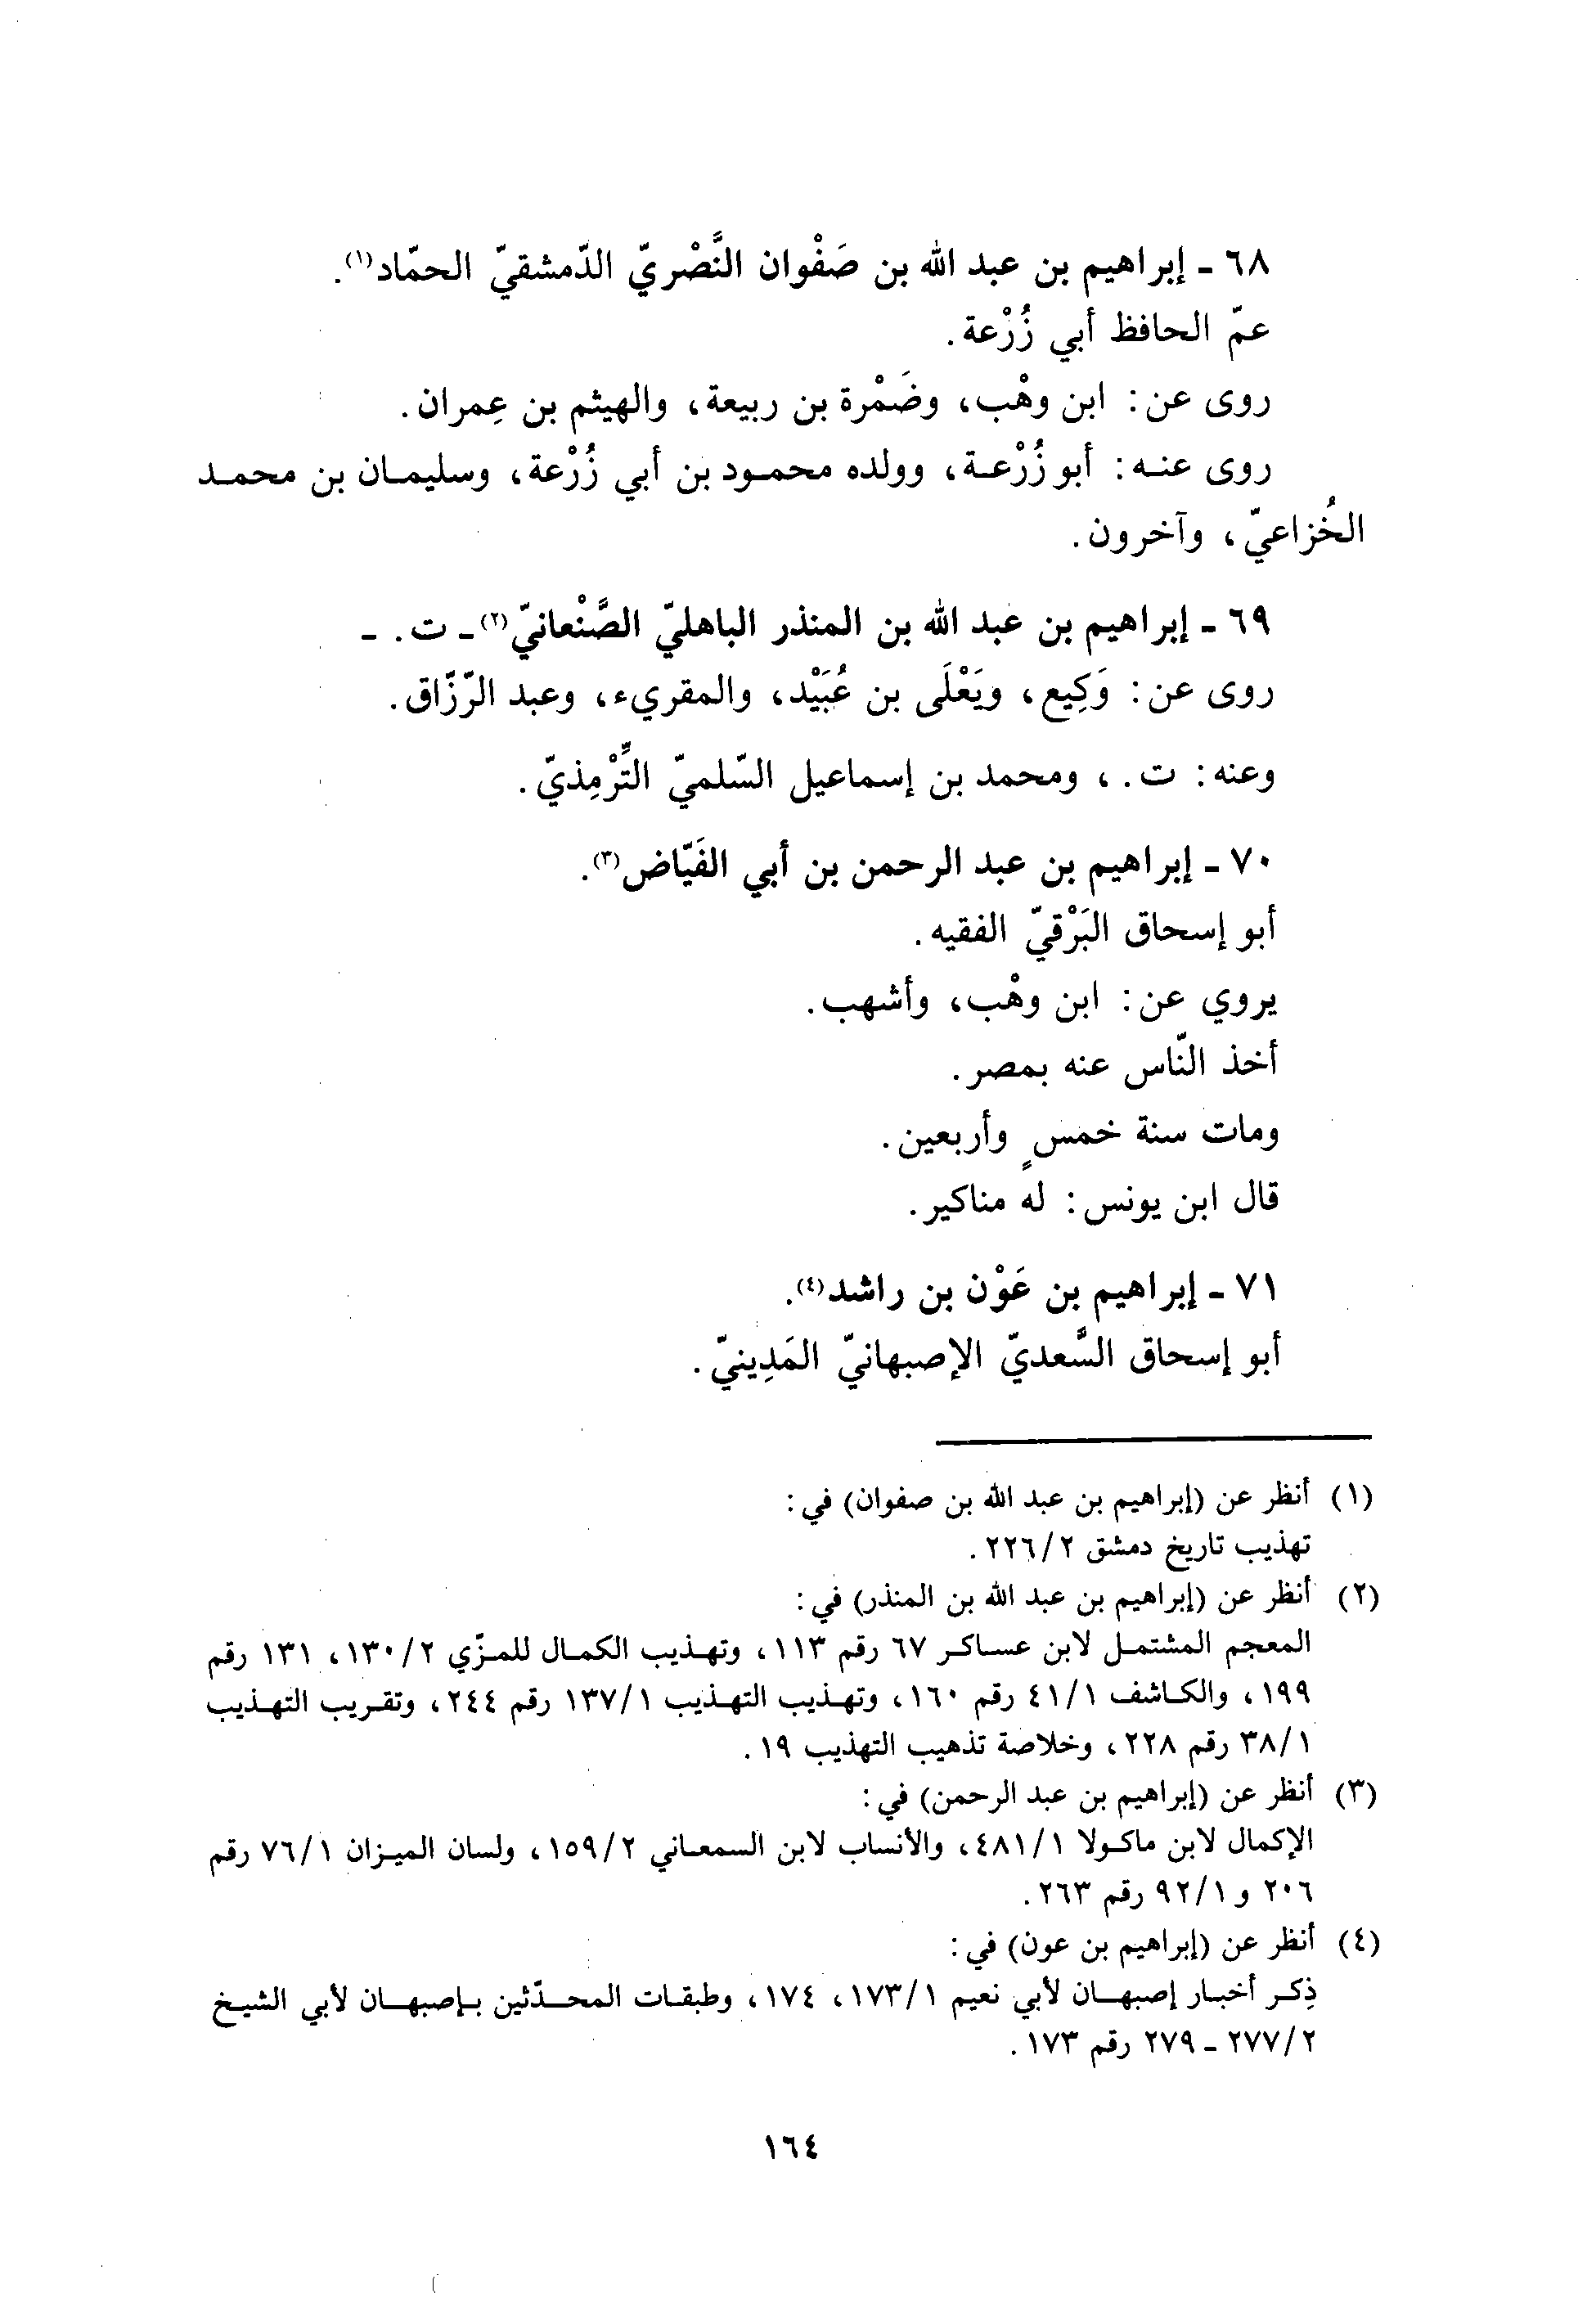 ٦٨ - إبراهيم بن عبد الله بن صَفْوان النَّصْريّ الدّمشقيّ الحمّاد(١).
عمّ الحافظ أبي زُرْعة.
روى عن: ابن وهْب، وضَمْرة بن ربيعة، والهيثم بن عِمران.
روى عنه: أبو زُرْعة، وولده محمود بن أبي زُرْعة، وسليمان بن محمد
الخُزاعيّ، وآخرون.
٦٩ - إبراهيم بن عبد الله بن المنذر الباهليّ الصَّنْعانيّ(٢) - ت. -
روى عن: وَكِيع، ويَعْلَى بن عُبَيْد، والمقريء، وعبد الرّزّاق.
وعنه: ت.، ومحمد بن إسماعيل السّلميّ التِّرْمِذيّ.
٧٠ - إبراهيم بن عبد الرحمن بن أبي الفَيّاض(٣).
أبو إسحاق البَرْقيّ الفقيه.
يروي عن: ابن وهْب، وأشهب.
أخذ النّاس عنه بمصر.
ومات سنة خمسٍ وأربعين.
قال ابن يونس: له مناكير.
٧١ - إبراهيم بن عَوْن بن راشد(٤).
أبو إسحاق السَّعديّ الإصبهانيّ المَدِينيّ.
(١) أنظر عن (إبراهيم بن عبد الله بن صفوان) في:
تهذيب تاريخ دمشق ٢٢٦/٢.
(٢) أنظر عن (إبراهيم بن عبد الله بن المنذر) في:
المعجم المشتمل لابن عساكر ٦٧ رقم ١١٣، وتهذيب الكمال للمزّي ١٣٠/٢، ١٣١ رقم
١٩٩، والكاشف ٤١/١ رقم ١٦٠، وتهذيب التهذيب ١٣٧/١ رقم ٢٤٤، وتقريب التهذيب
٣٨/١ رقم ٢٢٨، وخلاصة تذهيب التهذيب ١٩.
(٣) أنظر عن (إبراهيم بن عبد الرحمن) في:
الإكمال لابن ماكولا ٤٨١/١، والأنساب لابن السمعاني ١٥٩/٢، ولسان الميزان ٧٦/١ رقم
٢٠٦ و ٩٢/١ رقم ٢٦٣.
(٤) أنظر عن (إبراهيم بن عون) في:
ذِكر أخبار إصبهان لأبي نعيم ١٧٣/١، ١٧٤، وطبقات المحدّثين بإصبهان لأبي الشيخ
٢٧٧/٢ - ٢٧٩ رقم ١٧٣.
١٦٤